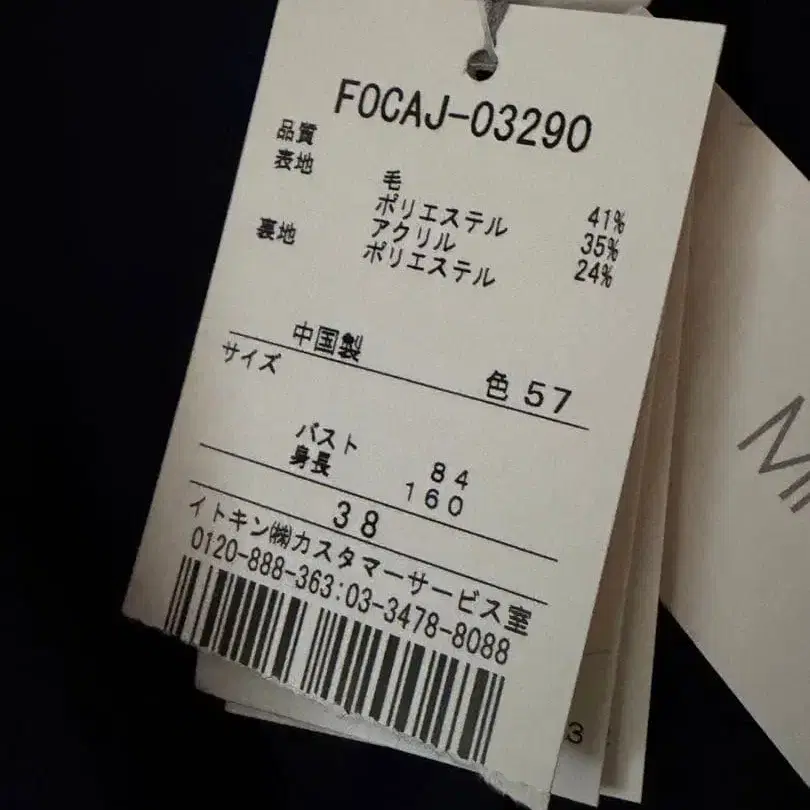 FOCAJ-03290
品質
表地
毛 41%
ポリエステル 35%
アクリル 24%
裏地 ポリエステル
中国製
サイズ 色 57
バスト 84
身長 160
38
イトキン㈱カスタマーサービス室
0120-888-363:03-3478-8088